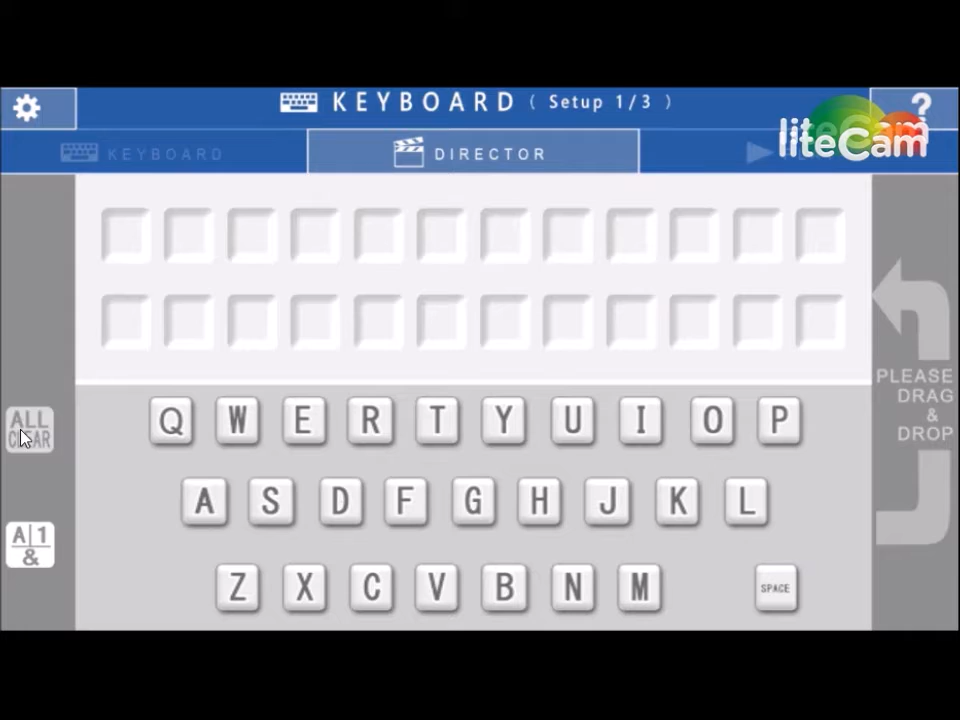 KEYBOARD ( Setup 1/3 )
?
liteCam
KEYBOARD
DIRECTOR
PLEASE
DRAG
&
DROP
ALL
CLEAR
Q W E R T Y U I O P
A S D F G H J K L
A|1
&
Z X C V B N M SPACE